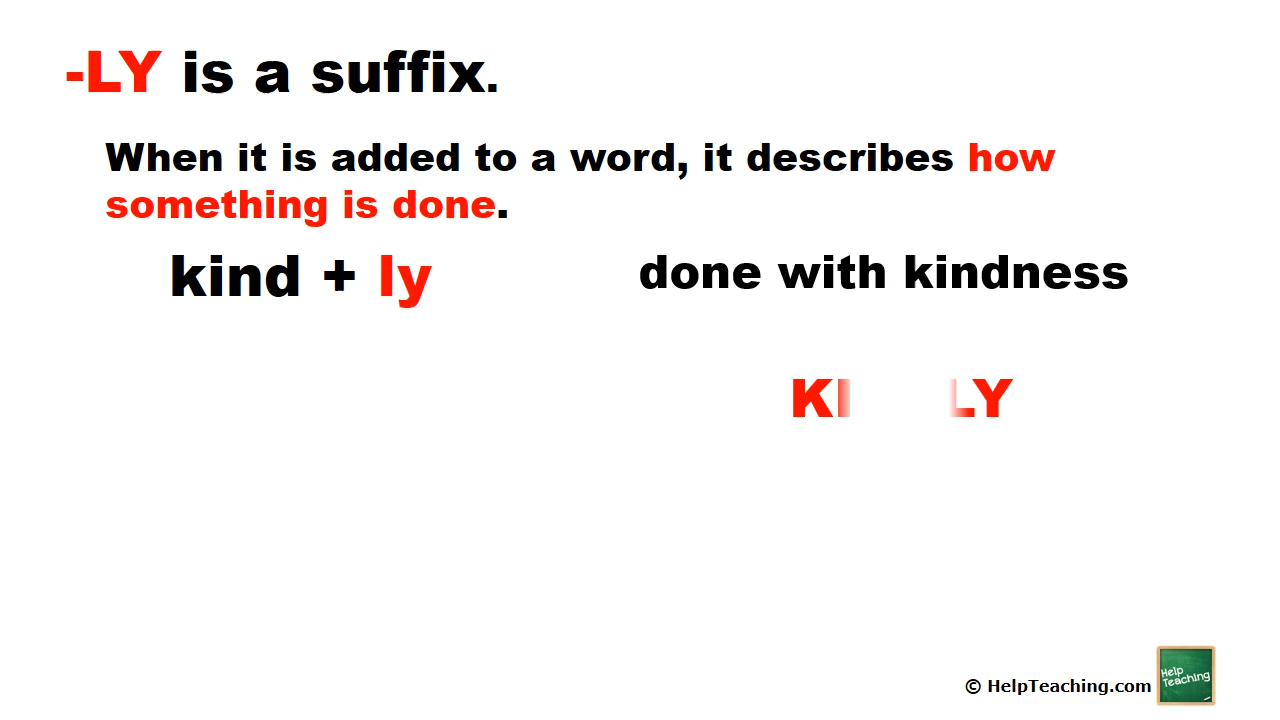 -LY is a suffix.
When it is added to a word, it describes how
something is done.
kind + ly
done with kindness
KI LY
© HelpTeaching.com
Help
Teaching